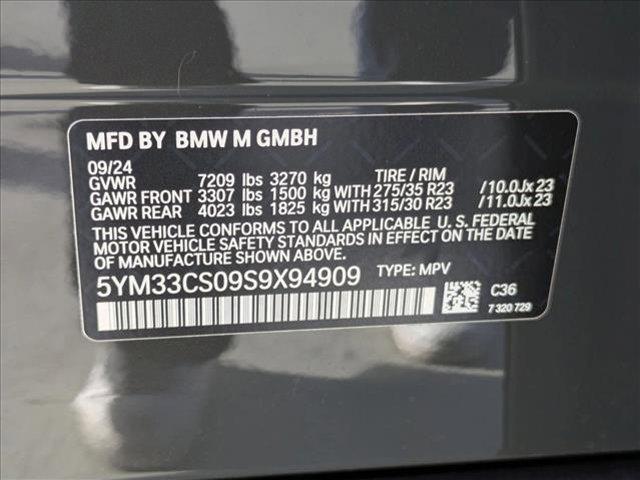 MFD BY BMW M GMBH
09/24
GVWR 7209 lbs 3270 kg TIRE / RIM
GAWR FRONT 3307 lbs 1500 kg WITH 275/35 R23 /10.0Jx23
GAWR REAR 4023 lbs 1825 kg WITH 315/30 R23 /11.0Jx23
THIS VEHICLE CONFORMS TO ALL APPLICABLE U.S. FEDERAL
MOTOR VEHICLE SAFETY STANDARDS IN EFFECT ON THE DATE
OF MANUFACTURE SHOWN ABOVE.
5YM33CS09S9X94909 TYPE: MPV
C36
7 320 729